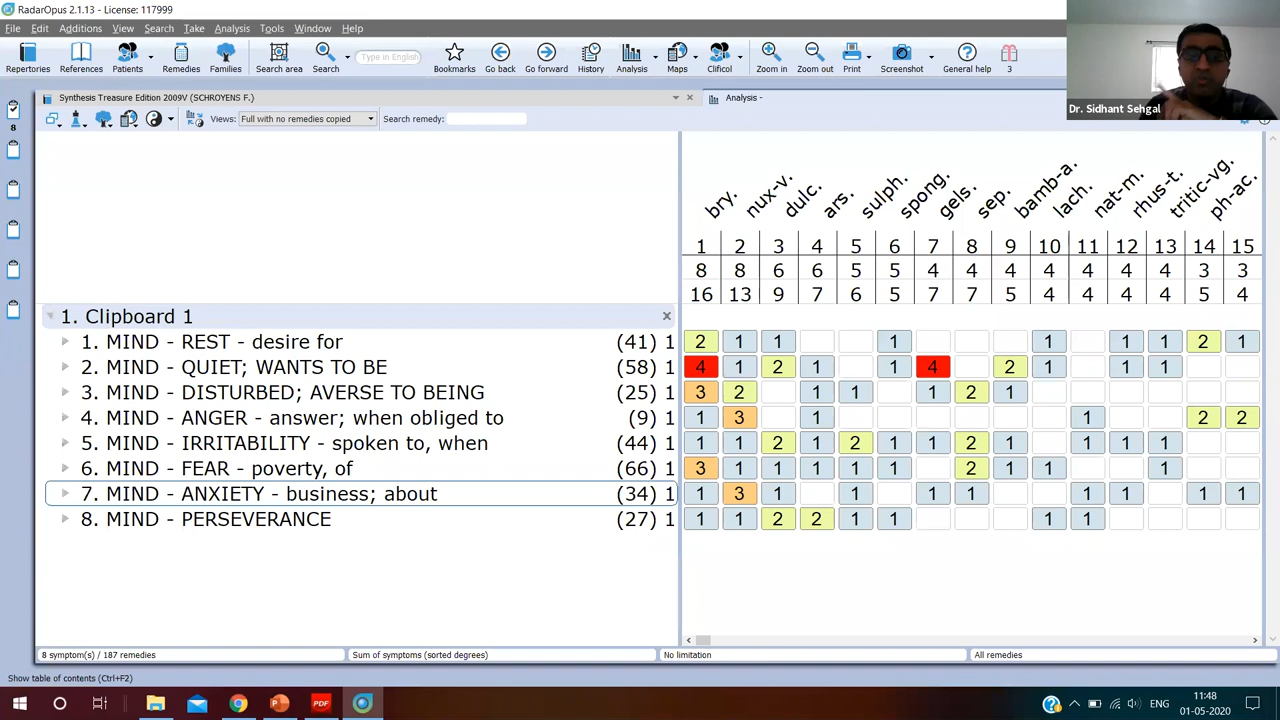 RadarOpus 2.1.13 - License: 117999
File Edit Additions View Search Take Analysis Tools Window Help
Repertories References Patients Remedies Families Search area Search Type in English Bookmarks Go back Go forward History Analysis Maps Clificol Zoom in Zoom out Print Screenshot General help 3
Dr. Sidhant Sehgal
Synthesis Treasure Edition 2009V (SCHROYENS F.)
Analysis -
Views: Full with no remedies copied Search remedy:
8
bry. nux-v. dulc. ars. sulph. spong. gels. sep. bamb-a. lach. nat-m. rhus-t. tritic-vg. ph-ac.
1 2 3 4 5 6 7 8 9 10 11 12 13 14 15
8 8 6 6 5 5 4 4 4 4 4 4 4 3 3
16 13 9 7 6 5 7 7 5 4 4 4 4 5 4
1. Clipboard 1
1. MIND - REST - desire for (41) 1 2 1 1 1 1 1 1 2 1
2. MIND - QUIET; WANTS TO BE (58) 1 4 1 2 1 1 4 2 1 1 1
3. MIND - DISTURBED; AVERSE TO BEING (25) 1 3 2 1 1 1 2 1
4. MIND - ANGER - answer; when obliged to (9) 1 1 3 1 1 2 2
5. MIND - IRRITABILITY - spoken to, when (44) 1 1 1 2 1 2 1 1 2 1 1 1 1
6. MIND - FEAR - poverty, of (66) 1 3 1 1 1 1 1 2 1 1 1
7. MIND - ANXIETY - business; about (34) 1 1 3 1 1 1 1 1 1 1 1 1
8. MIND - PERSEVERANCE (27) 1 1 1 2 2 1 1 1 1
8 symptom(s) / 187 remedies Sum of symptoms (sorted degrees) No limitation All remedies
Show table of contents (Ctrl+F2)
PDF
ENG
11:48
01-05-2020